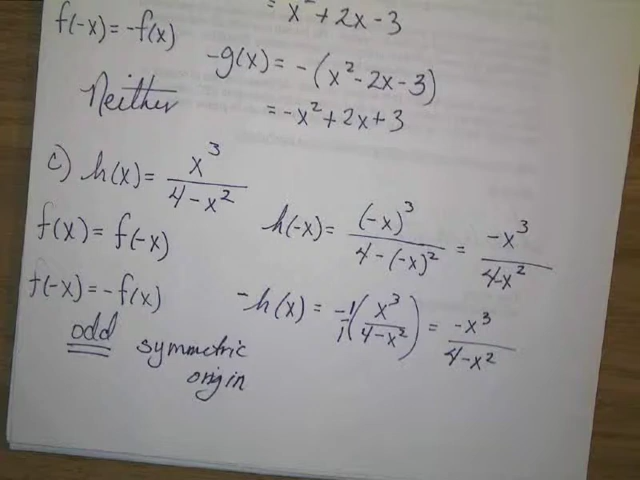 = x² + 2x - 3
f(-x) = -f(x)
-g(x) = -(x² - 2x - 3)
Neither
= -x² + 2x + 3
c) h(x) = x³ / (4 - x²)
f(x) = f(-x)
h(-x) = (-x)³ / (4 - (-x)²) = -x³ / (4-x²)
f(-x) = -f(x)
-h(x) = -1/1 (x³ / (4-x²)) = -x³ / (4-x²)
odd symmetric
origin